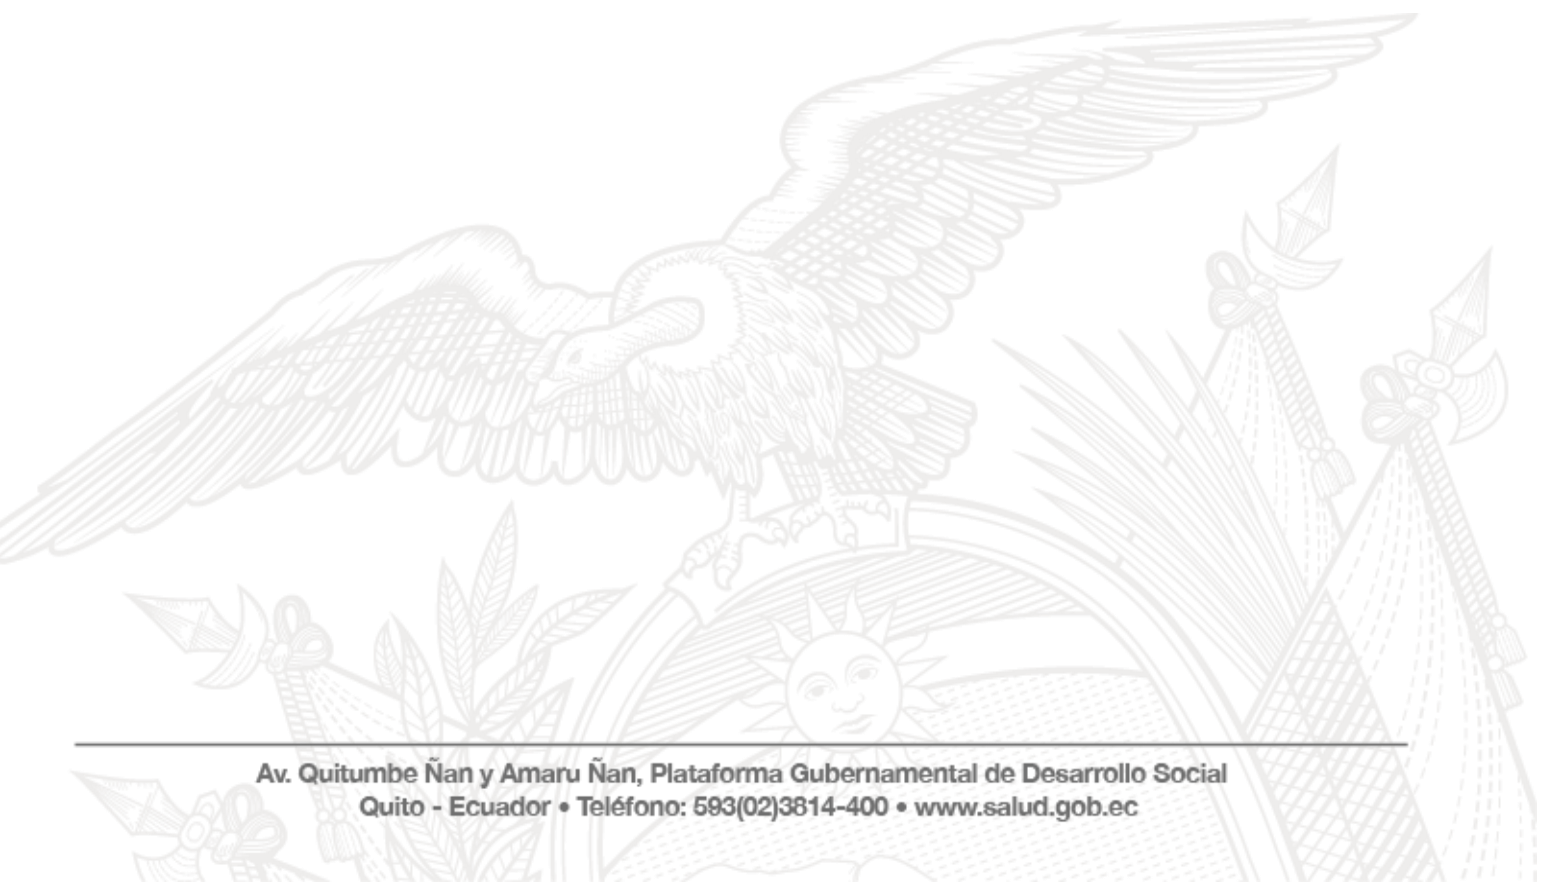 Av. Quitumbe Ñan y Amaru Ñan, Plataforma Gubernamental de Desarrollo Social
Quito - Ecuador • Teléfono: 593(02)3814-400 • www.salud.gob.ec